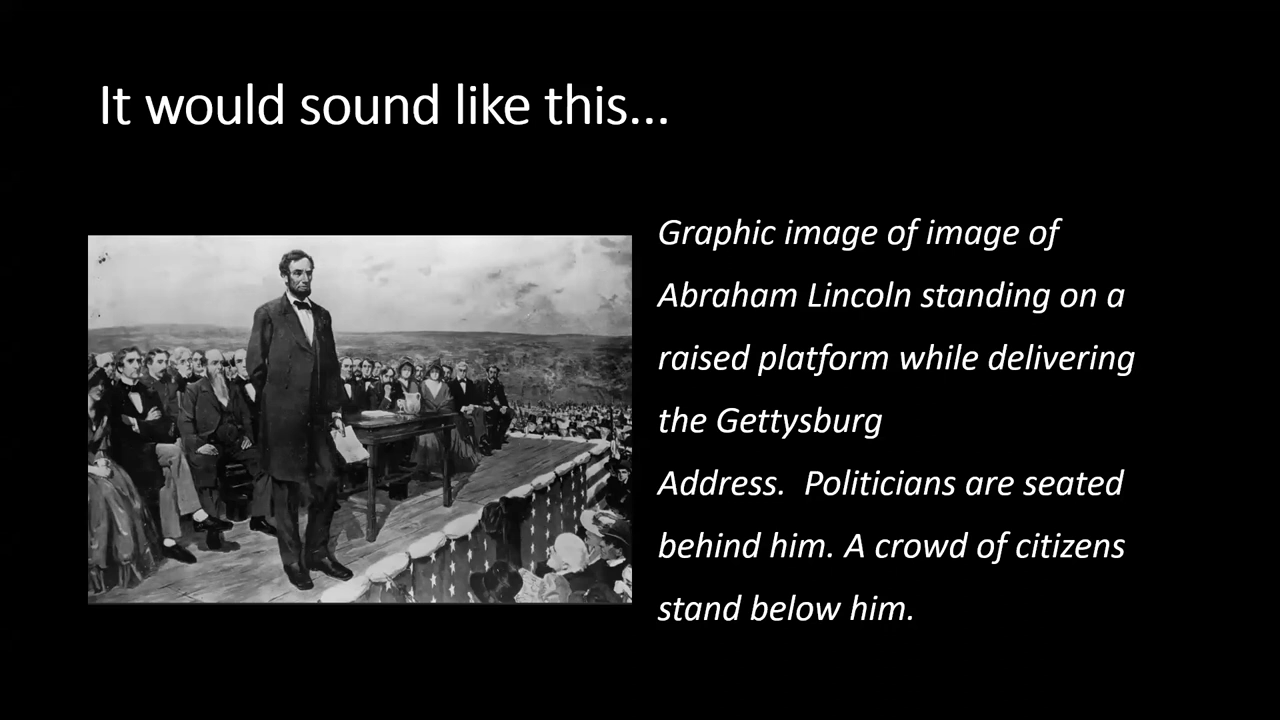 It would sound like this...
Graphic image of image of
Abraham Lincoln standing on a
raised platform while delivering
the Gettysburg
Address.  Politicians are seated
behind him. A crowd of citizens
stand below him.